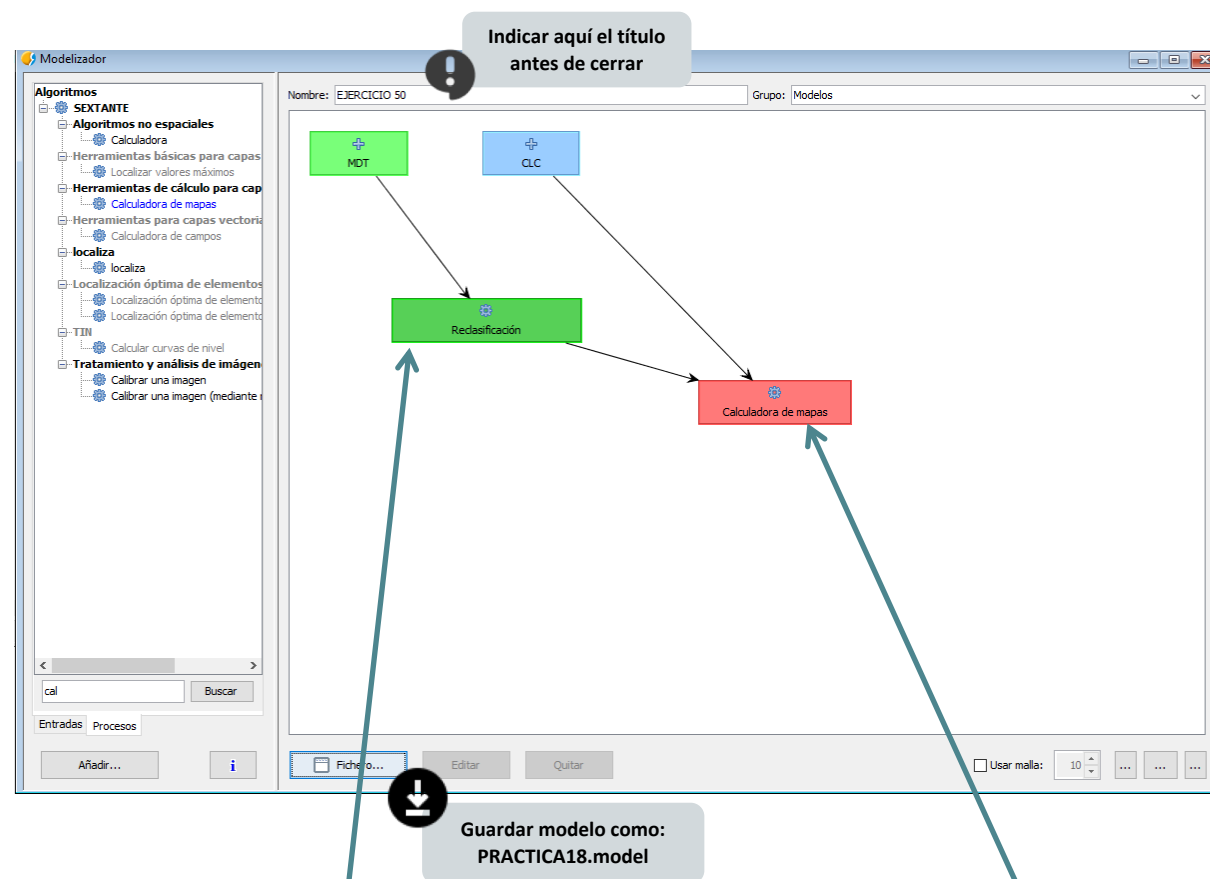 Indicar aquí el título
antes de cerrar
Modelizador
Algoritmos
SEXTANTE
Algoritmos no espaciales
Calculadora
Herramientas básicas para capas
Localizar valores máximos
Herramientas de cálculo para cap
Calculadora de mapas
Herramientas para capas vectoria
Calculadora de campos
localiza
localiza
Localización óptima de elementos
Localización óptima de elemento
Localización óptima de elemento
TIN
Calcular curvas de nivel
Tratamiento y análisis de imágen
Calibrar una imagen
Calibrar una imagen (mediante
cal
Buscar
Entradas
Procesos
Añadir...
i
Nombre: EJERCICIO 50
Grupo: Modelos
MDT
CLC
Reclasificación
Calculadora de mapas
Fichero...
Editar
Quitar
Usar malla:
10
...
...
...
Guardar modelo como:
PRACTICA18.model